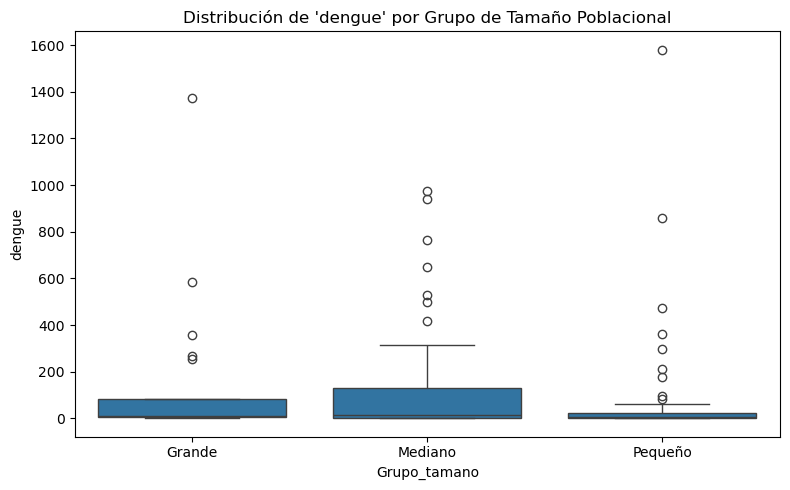 Distribución de 'dengue' por Grupo de Tamaño Poblacional
1600
1400
1200
1000
800
600
400
200
0
dengue
Grande Mediano Pequeño
Grupo_tamano